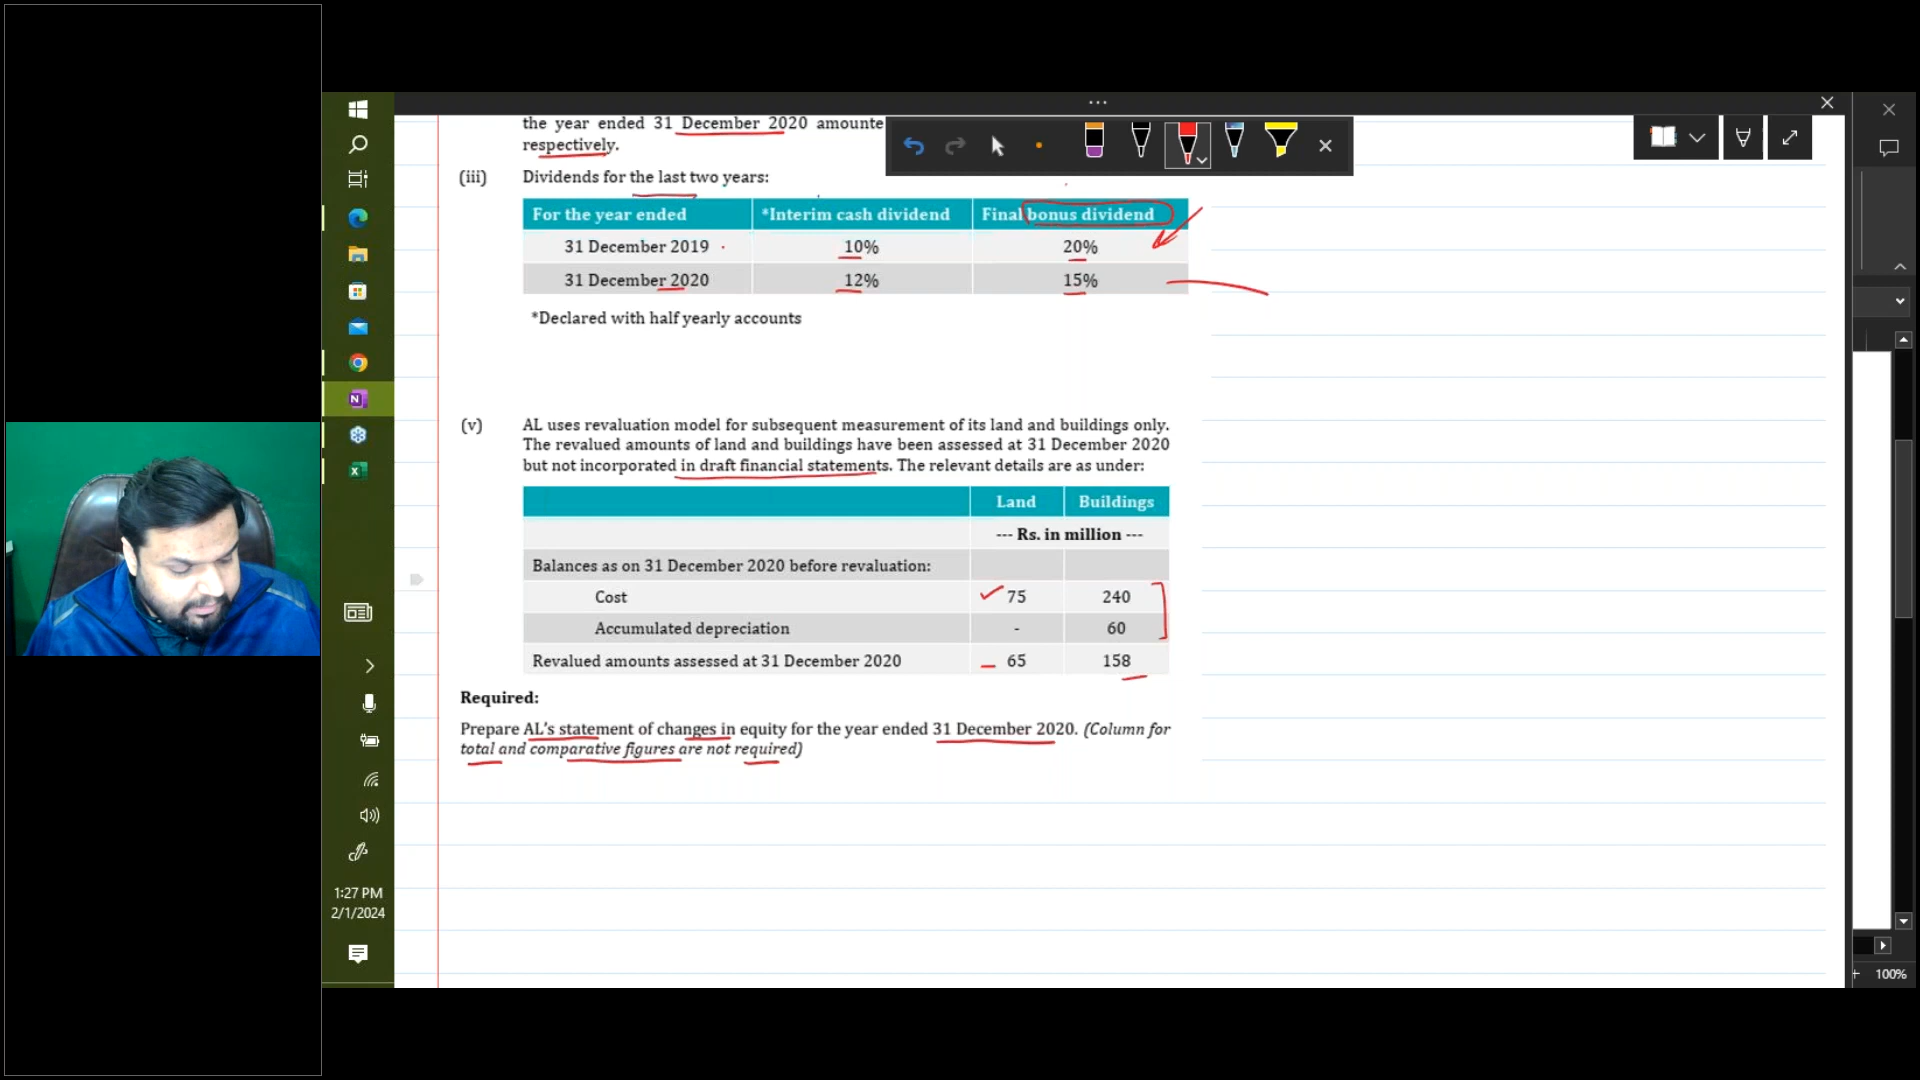 the year ended 31 December 2020 amounte
respectively.
(iii) Dividends for the last two years:
For the year ended *Interim cash dividend Final bonus dividend
31 December 2019 10% 20%
31 December 2020 12% 15%
*Declared with half yearly accounts
(v) AL uses revaluation model for subsequent measurement of its land and buildings only.
The revalued amounts of land and buildings have been assessed at 31 December 2020
but not incorporated in draft financial statements. The relevant details are as under:
Land Buildings
--- Rs. in million ---
Balances as on 31 December 2020 before revaluation:
Cost 75 240
Accumulated depreciation - 60
Revalued amounts assessed at 31 December 2020 65 158
Required:
Prepare AL's statement of changes in equity for the year ended 31 December 2020. (Column for
total and comparative figures are not required)
1:27 PM
2/1/2024
100%